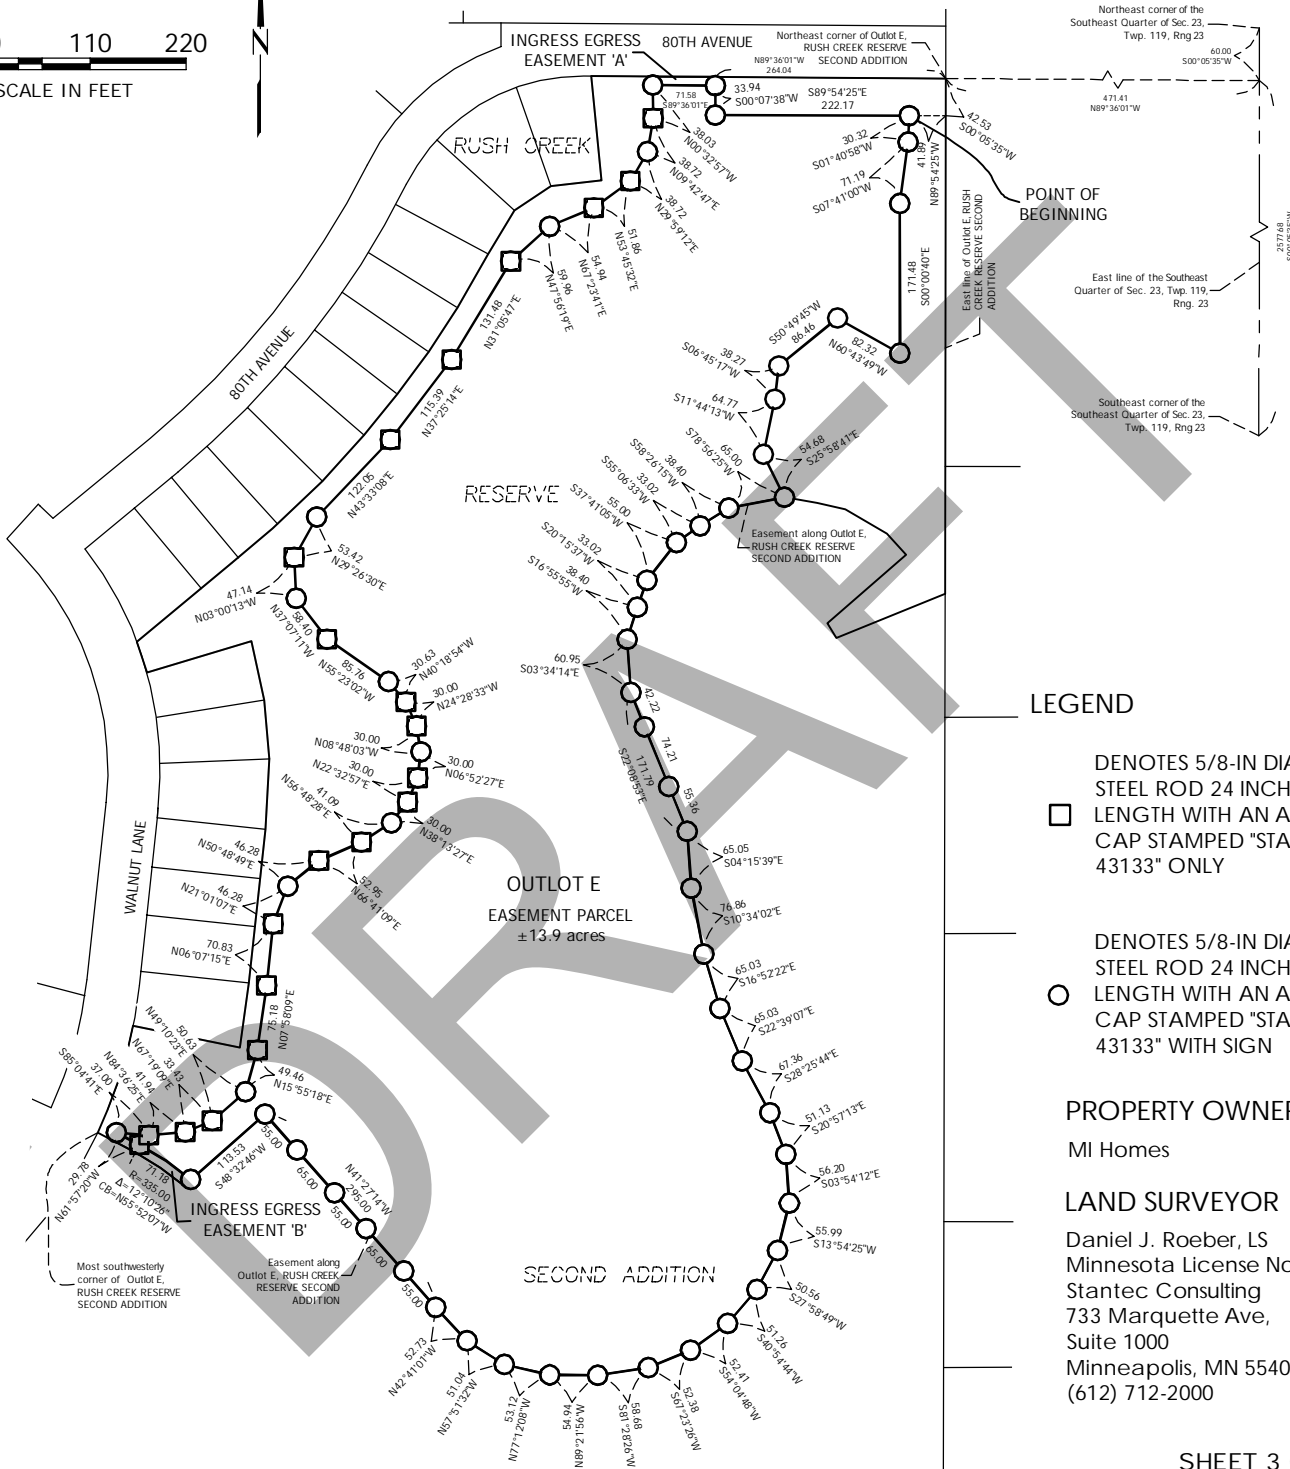 110 220
SCALE IN FEET
N
INGRESS EGRESS
EASEMENT 'A'
80TH AVENUE
Northeast corner of Outlot E,
RUSH CREEK RESERVE
SECOND ADDITION
N89°36'01"W
264.04
Northeast corner of the
Southeast Quarter of Sec. 23,
Twp. 119, Rng 23
60.00
S00°05'35"W
471.41
N89°36'01"W
71.58
S89°36'01"E
33.94
S00°07'38"W
S89°54'25"E
222.17
42.53
S00°05'35"W
41.89
N89°54'25"W
30.32
S01°40'58"W
71.19
S07°41'00"W
POINT OF
BEGINNING
38.03
N00°32'57"W
38.72
N09°42'47"E
38.72
N29°59'12"E
51.86
N53°45'32"E
54.94
N67°23'41"E
59.96
N47°56'19"E
RUSH CREEK
131.48
N31°05'47"E
115.39
N37°25'14"E
122.05
N43°33'08"E
80TH AVENUE
171.48
S00°00'40"E
East line of Outlot E, RUSH
CREEK RESERVE SECOND
ADDITION
East line of the Southeast
Quarter of Sec. 23, Twp. 119,
Rng. 23
2577.68
Southeast corner of the
Southeast Quarter of Sec. 23,
Twp. 119, Rng 23
S50°49'45"W
86.46
82.32
N60°43'49"W
38.27
S06°45'17"W
64.77
S11°44'13"W
54.68
S25°58'41"E
65.00
S78°56'25"W
38.40
S58°26'15"W
33.02
S55°06'33"W
55.00
S37°41'05"W
33.02
S20°15'37"W
38.40
S16°55'55"W
RESERVE
Easement along Outlot E,
RUSH CREEK RESERVE
SECOND ADDITION
53.42
N29°26'30"E
47.14
N03°00'13"W
58.40
N37°07'11"W
85.76
N55°23'02"W
30.63
N40°18'54"W
30.00
N24°28'33"W
30.00
N08°48'03"W
30.00
N06°52'27"E
30.00
N22°32'57"E
30.00
N38°13'27"E
41.09
N56°48'28"E
52.95
N66°41'09"E
46.28
N50°48'49"E
46.28
N21°01'07"E
70.83
N06°07'15"E
75.18
N07°58'09"E
60.95
S03°34'14"E
42.22
74.21
171.79
S22°08'53"E
55.36
65.05
S04°15'39"E
76.86
S10°34'02"E
65.03
S16°52'22"E
65.03
S22°39'07"E
67.36
S28°25'44"E
51.13
S20°57'13"E
56.20
S03°54'12"E
55.99
S13°54'25"W
50.56
S27°58'49"W
51.26
S40°54'44"W
52.41
S54°04'48"W
52.38
S67°23'26"W
58.68
S81°28'26"W
54.94
N89°21'56"W
53.12
N77°12'08"W
51.04
N57°51'32"W
52.73
N42°41'07"W
OUTLOT E
EASEMENT PARCEL
±13.9 acres
WALNUT LANE
49.46
N15°55'18"E
50.63
N49°10'23"E
33.43
N67°19'09"E
41.94
N84°36'25"E
37.00
S85°04'41"E
29.78
N61°57'20"W
71.18
R=335.00
Δ=12°10'26"
CB=N55°52'07"W
113.53
S48°32'46"W
55.00
65.00
N41°27'14"W
295.00
55.00
65.00
55.00
INGRESS EGRESS
EASEMENT 'B'
Most southwesterly
corner of Outlot E,
RUSH CREEK RESERVE
SECOND ADDITION
Easement along
Outlot E, RUSH CREEK
RESERVE SECOND
ADDITION
SECOND ADDITION
DRAFT
LEGEND
DENOTES 5/8-IN DIA
STEEL ROD 24 INCH
LENGTH WITH AN A
CAP STAMPED "STA
43133" ONLY
DENOTES 5/8-IN DIA
STEEL ROD 24 INCH
LENGTH WITH AN A
CAP STAMPED "STA
43133" WITH SIGN
PROPERTY OWNER
MI Homes
LAND SURVEYOR
Daniel J. Roeber, LS
Minnesota License No
Stantec Consulting
733 Marquette Ave,
Suite 1000
Minneapolis, MN 5540
(612) 712-2000
SHEET 3